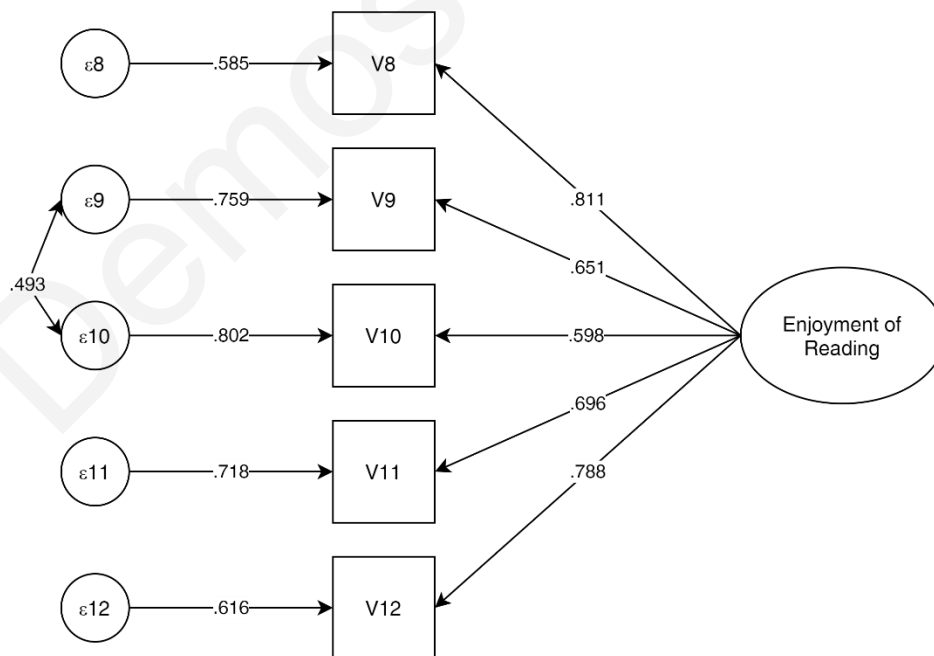 ε8 .585 V8
.811
ε9 .759 V9
.651
.493
ε10 .802 V10 .598
Enjoyment of
Reading
.696
ε11 .718 V11
.788
ε12 .616 V12
Demos